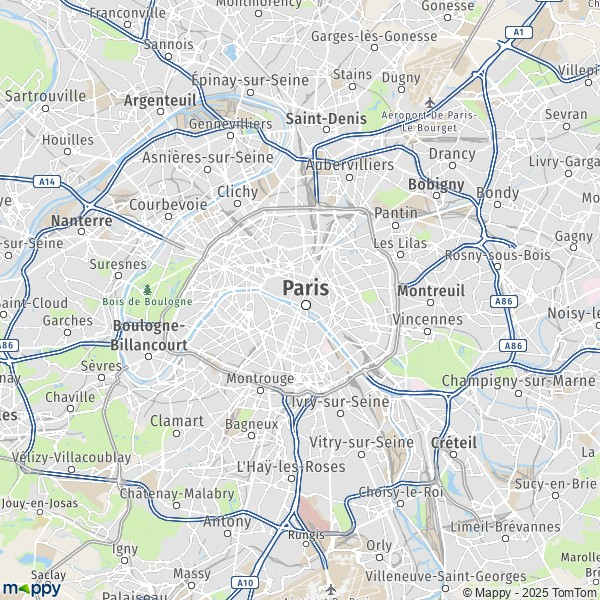 Franconville
Montmorency
Gonesse
Garges-lès-Gonesse
A1
Sannois
Stains
Dugny
Villepi
Épinay-sur-Seine
Sartrouville
Argenteuil
Aéroport De Paris-
Le Bourget
Saint-Denis
Sevran
Gennevilliers
Houilles
Drancy
Asnières-sur-Seine
Aubervilliers
Livry-Garga
A14
Clichy
Bobigny
Bondy
Courbevoie
Pantin
Nanterre
Les Lilas
Gagny
-sur-Seine
Rosny-sous-Bois
Suresnes
Bois de Boulogne
Paris
Montreuil
Saint-Cloud
A86
Noisy-le
Garches
Boulogne-
Billancourt
Vincennes
A86
A86
Sèvres
Montrouge
Champigny-sur-Marne
Chaville
Ivry-sur-Seine
Clamart
Bagneux
Vitry-sur-Seine
Créteil
La
Vélizy-Villacoublay
L'Haÿ-les-Roses
Sucy-en-Brie
Châtenay-Malabry
Choisy-le-Roi
Jouy-en-Josas
Antony
Limeil-Brévannes
Rungis
Igny
Orly
Marolle
Saclay
Massy
A10
Villeneuve-Saint-Georges
Palaiseau
mappy
© Mappy - 2025 TomTom